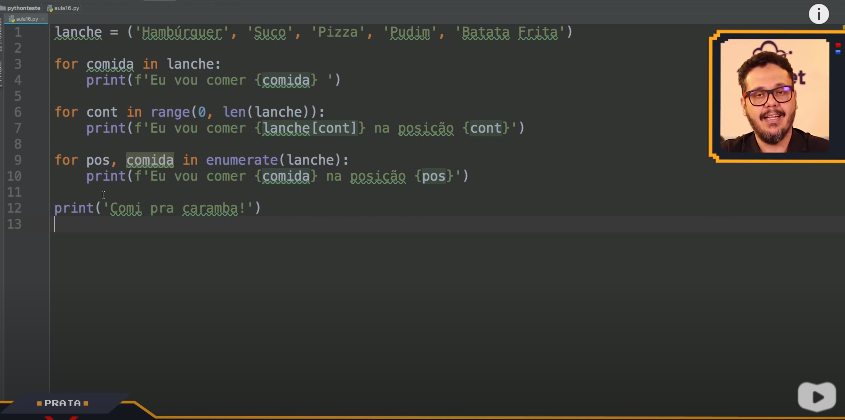 pythonteste aula16.py
aula16.py
1 lanche = ('Hambúrguer', 'Suco', 'Pizza', 'Pudim', 'Batata Frita')
2
3 for comida in lanche:
4     print(f'Eu vou comer {comida} ')
5
6 for cont in range(0, len(lanche)):
7     print(f'Eu vou comer {lanche[cont]} na posição {cont}')
8
9 for pos, comida in enumerate(lanche):
10     print(f'Eu vou comer {comida} na posição {pos}')
11
12 print('Comi pra caramba!')
13
i
et
PRATA